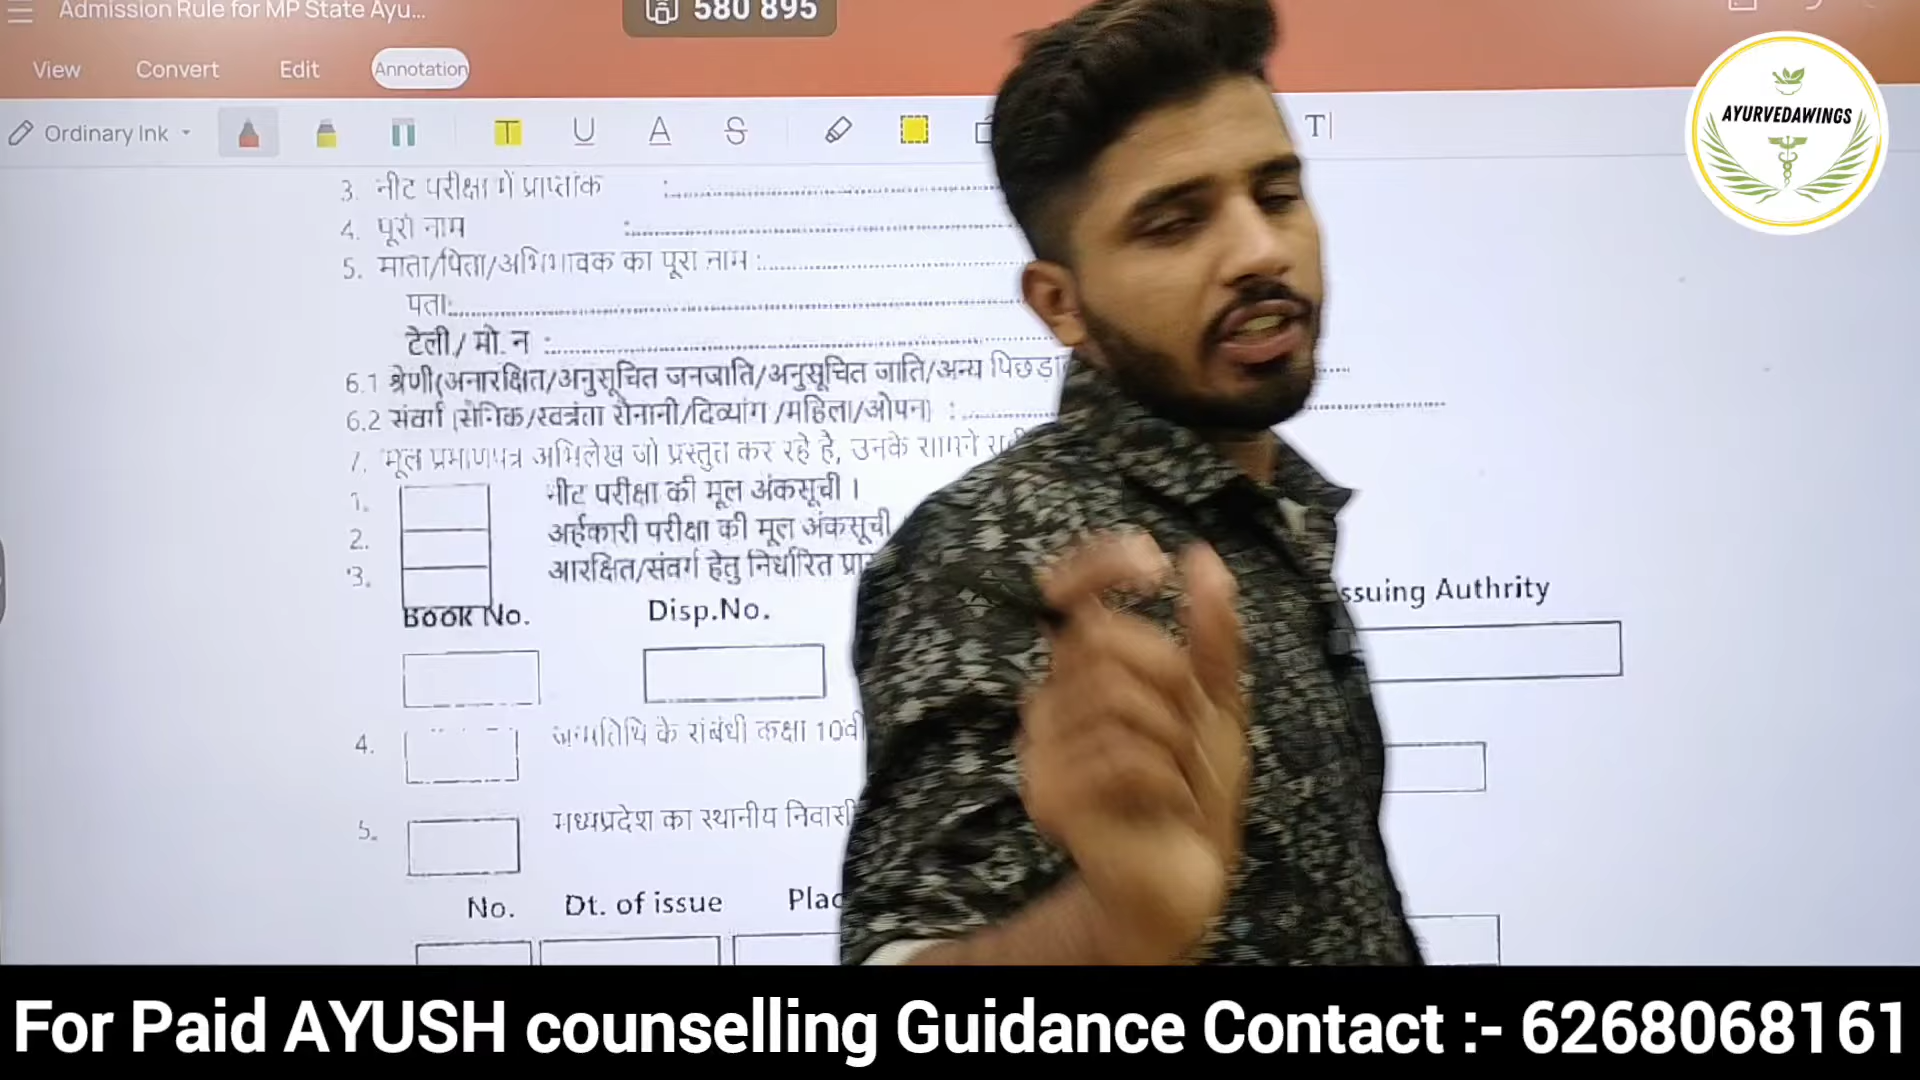 Admission Rule for MP State Ayu...
580 895
View Convert Edit Annotation
AYURVEDAWINGS
Ordinary Ink
T U A S T T|
3. नीट परीक्षा में प्राप्तांक :
4. पूरा नाम :
5. माता/पिता/अभिभावक का पूरा नाम :
पता:
टेली./ मो. न :
6.1 श्रेणी(अनारक्षित/अनुसूचित जनजाति/अनुसूचित जाति/अन्य पिछड़ा
6.2 संवर्ग (सैनिक/स्वत्रंता सेनानी/दिव्यांग /महिला/ओपन) :
7. मूल प्रमाणपत्र अभिलेख जो प्रस्तुत कर रहे है, उनके सामने
1. नीट परीक्षा की मूल अंकसूची ।
2. अर्हकारी परीक्षा की मूल अंकसूची
3. आरक्षित/संवर्ग हेतु निर्धारित
Book No. Disp.No. ssuing Authrity
4. जन्मतिथि के संबंधी कक्षा 10वीं
5. मध्यप्रदेश का स्थानीय निवासी
No. Dt. of issue Plac
For Paid AYUSH counselling Guidance Contact :- 6268068161